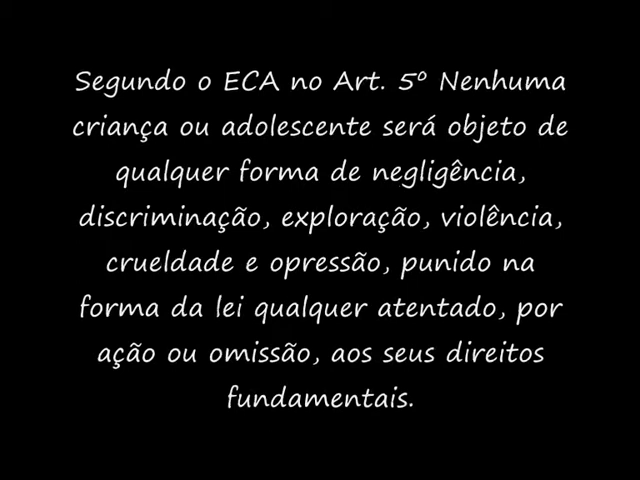 Segundo o ECA no Art. 5º Nenhuma
criança ou adolescente será objeto de
qualquer forma de negligência,
discriminação, exploração, violência,
crueldade e opressão, punido na
forma da lei qualquer atentado, por
ação ou omissão, aos seus direitos
fundamentais.